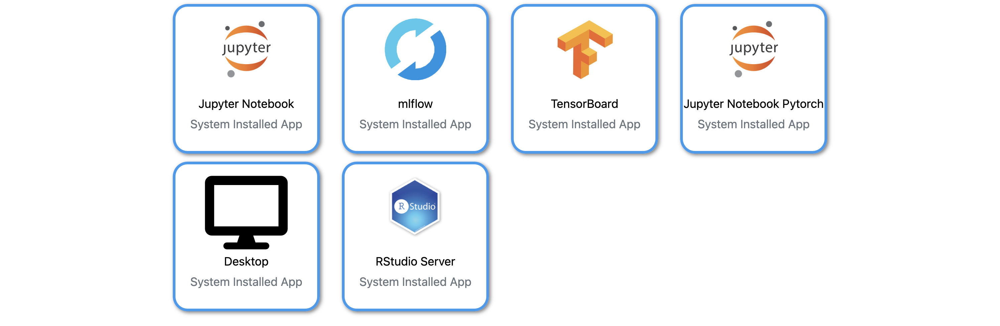 jupyter
Jupyter Notebook
System Installed App
mlflow
System Installed App
TensorBoard
System Installed App
jupyter
Jupyter Notebook Pytorch
System Installed App
Desktop
System Installed App
R Studio
RStudio Server
System Installed App